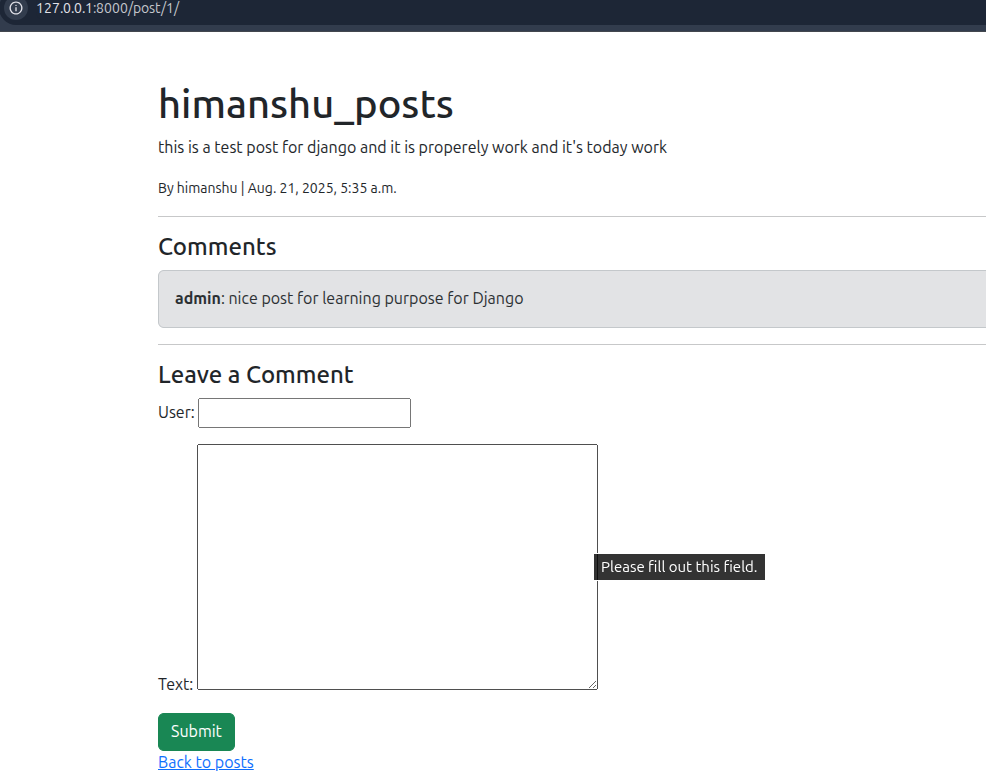 127.0.0.1:8000/post/1/
himanshu_posts
this is a test post for django and it is properely work and it's today work
By himanshu | Aug. 21, 2025, 5:35 a.m.
Comments
admin: nice post for learning purpose for Django
Leave a Comment
User:
Please fill out this field.
Text:
Submit
Back to posts